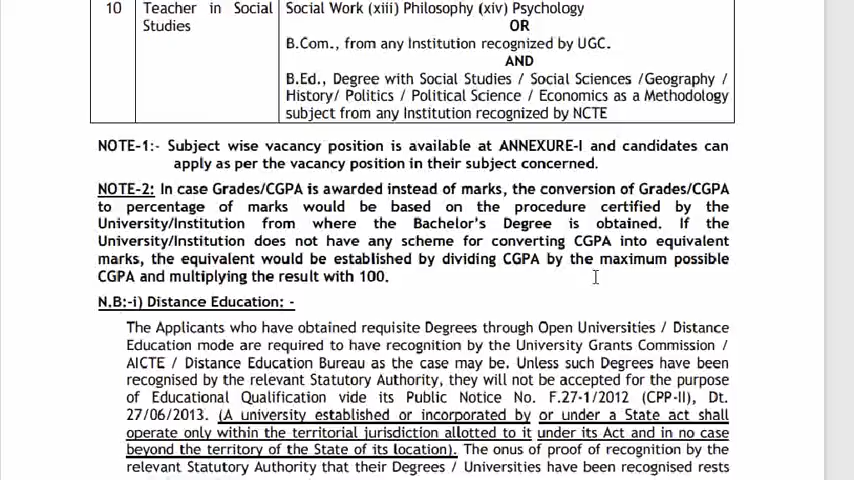 10
Teacher in Social
Studies
Social Work (xiii) Philosophy (xiv) Psychology
OR
B.Com., from any Institution recognized by UGC.
AND
B.Ed., Degree with Social Studies / Social Sciences /Geography /
History/ Politics / Political Science / Economics as a Methodology
subject from any Institution recognized by NCTE
NOTE-1:- Subject wise vacancy position is available at ANNEXURE-I and candidates can
apply as per the vacancy position in their subject concerned.
NOTE-2: In case Grades/CGPA is awarded instead of marks, the conversion of Grades/CGPA
to percentage of marks would be based on the procedure certified by the
University/Institution from where the Bachelor's Degree is obtained. If the
University/Institution does not have any scheme for converting CGPA into equivalent
marks, the equivalent would be established by dividing CGPA by the maximum possible
CGPA and multiplying the result with 100.
N.B:-i) Distance Education: -
The Applicants who have obtained requisite Degrees through Open Universities / Distance
Education mode are required to have recognition by the University Grants Commission /
AICTE / Distance Education Bureau as the case may be. Unless such Degrees have been
recognised by the relevant Statutory Authority, they will not be accepted for the purpose
of Educational Qualification vide its Public Notice No. F.27-1/2012 (CPP-II), Dt.
27/06/2013. (A university established or incorporated by or under a State act shall
operate only within the territorial jurisdiction allotted to it under its Act and in no case
beyond the territory of the State of its location). The onus of proof of recognition by the
relevant Statutory Authority that their Degrees / Universities have been recognised rests